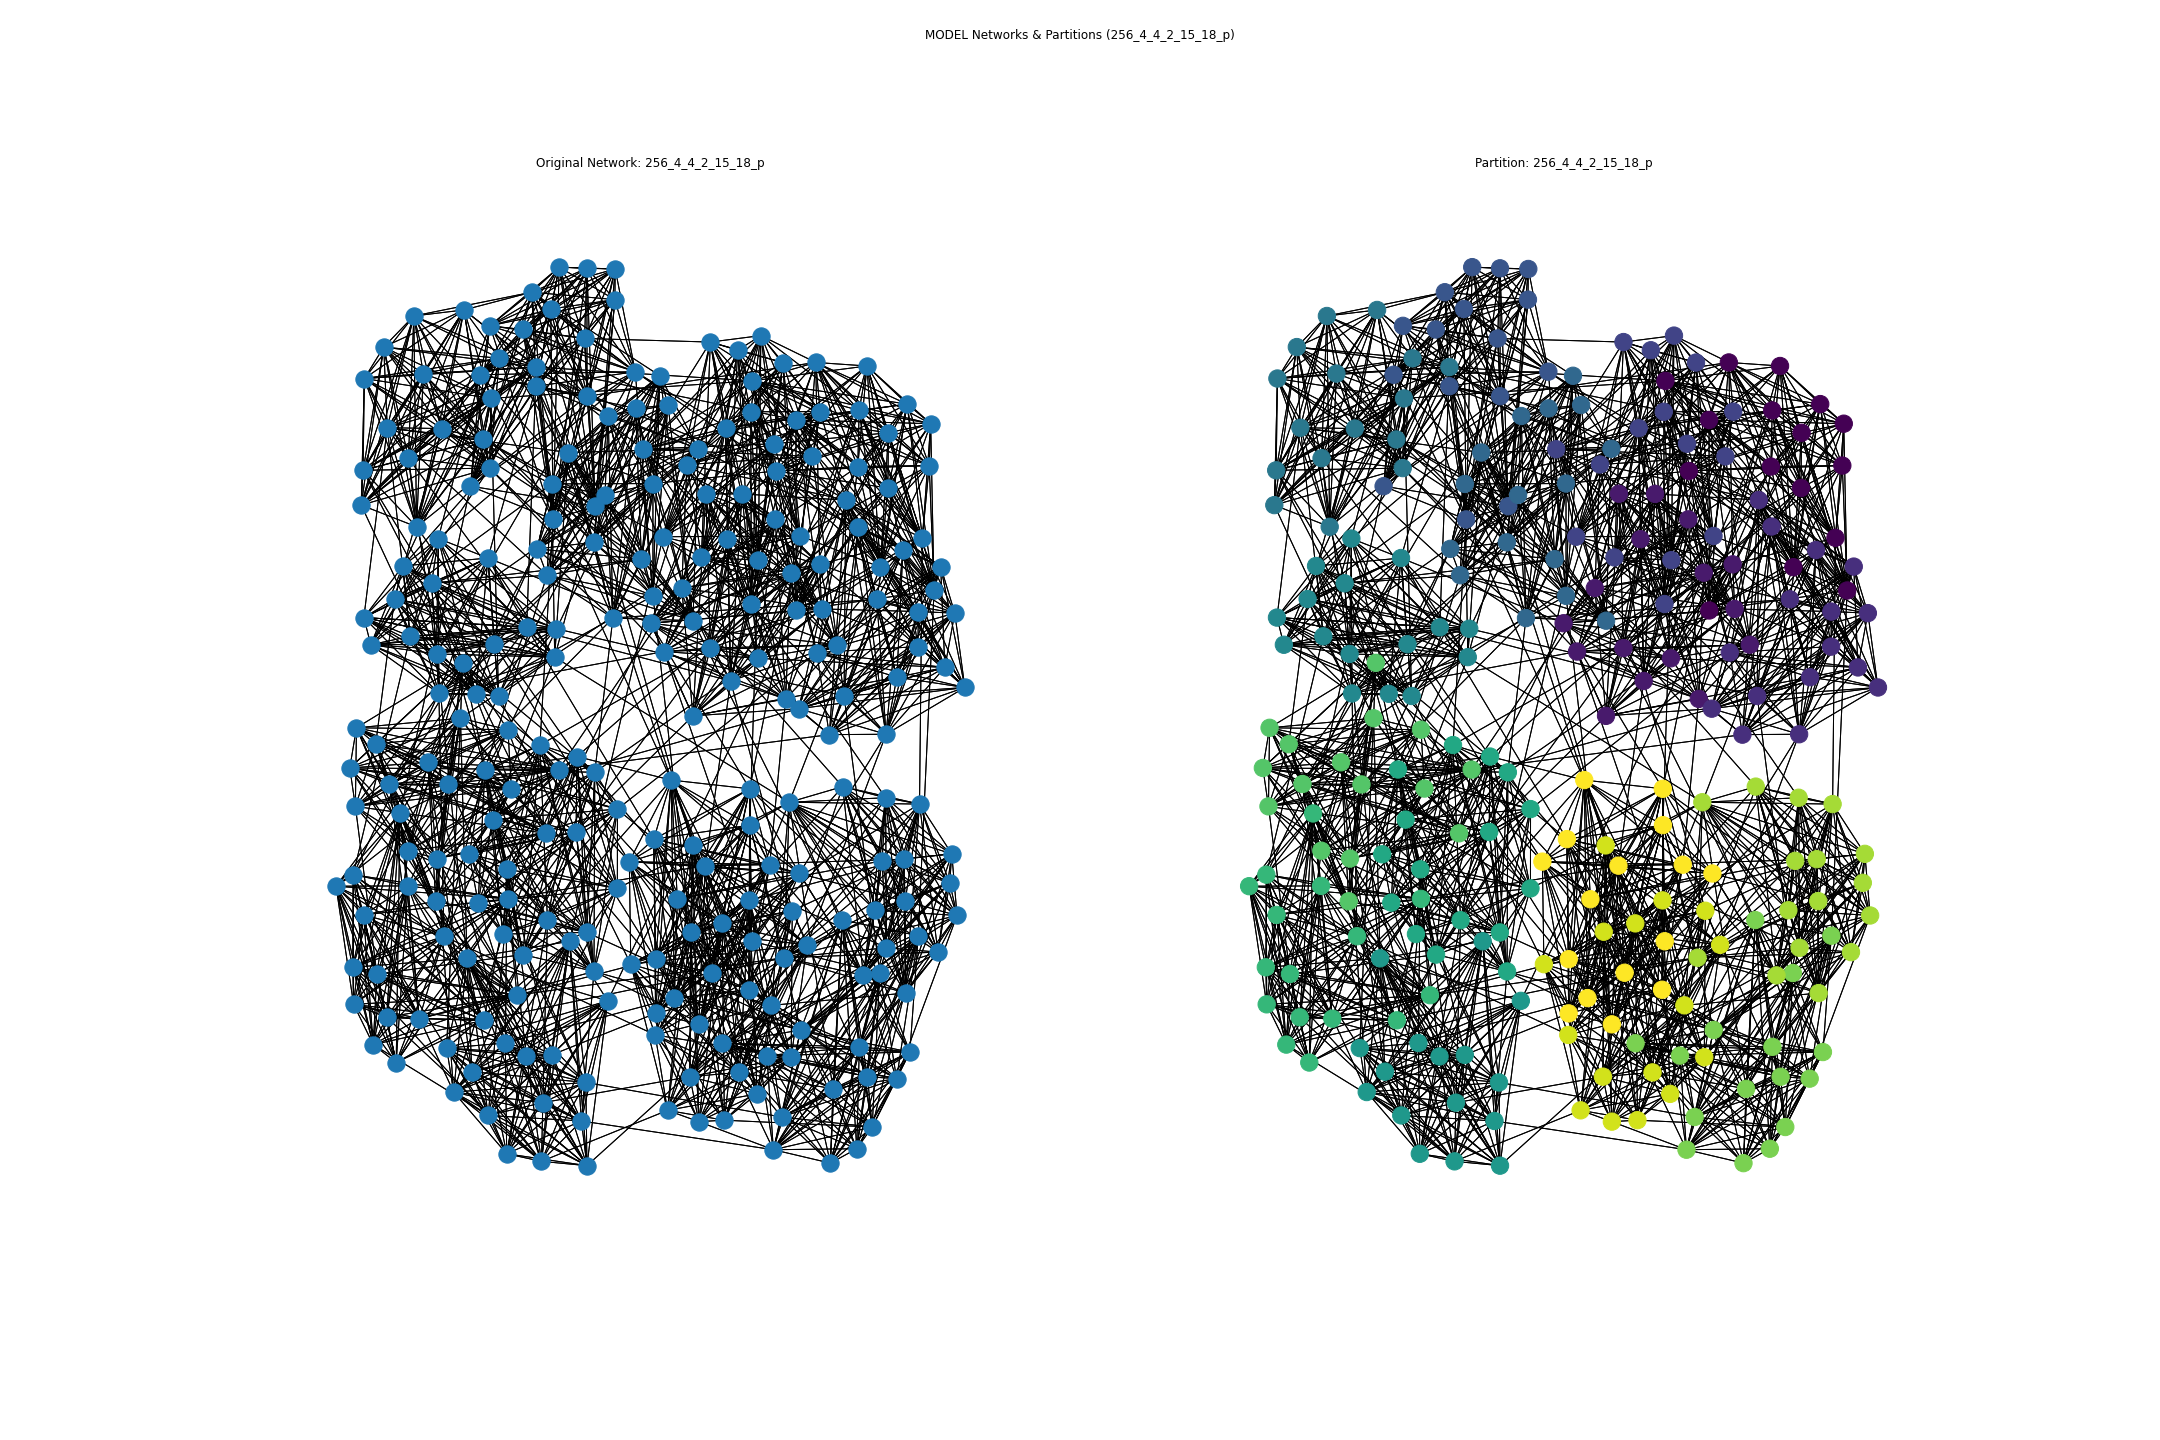 MODEL Networks & Partitions (256_4_4_2_15_18_p)
Original Network: 256_4_4_2_15_18_p
Partition: 256_4_4_2_15_18_p